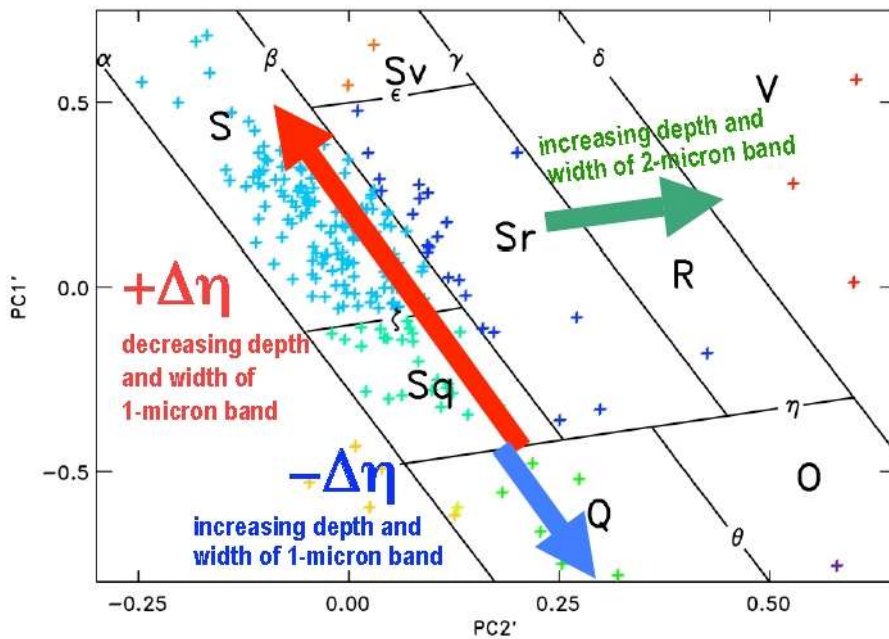 α
β
Sv
γ
δ
V
ε
S
increasing depth and
width of 2-micron band
Sr
R
+Δη
decreasing depth
and width of
1-micron band
ζ
Sq
η
−Δη
increasing depth and
width of 1-micron band
Q
O
θ
0.5
0.0
−0.5
PC1'
−0.25
0.00
0.25
0.50
PC2'